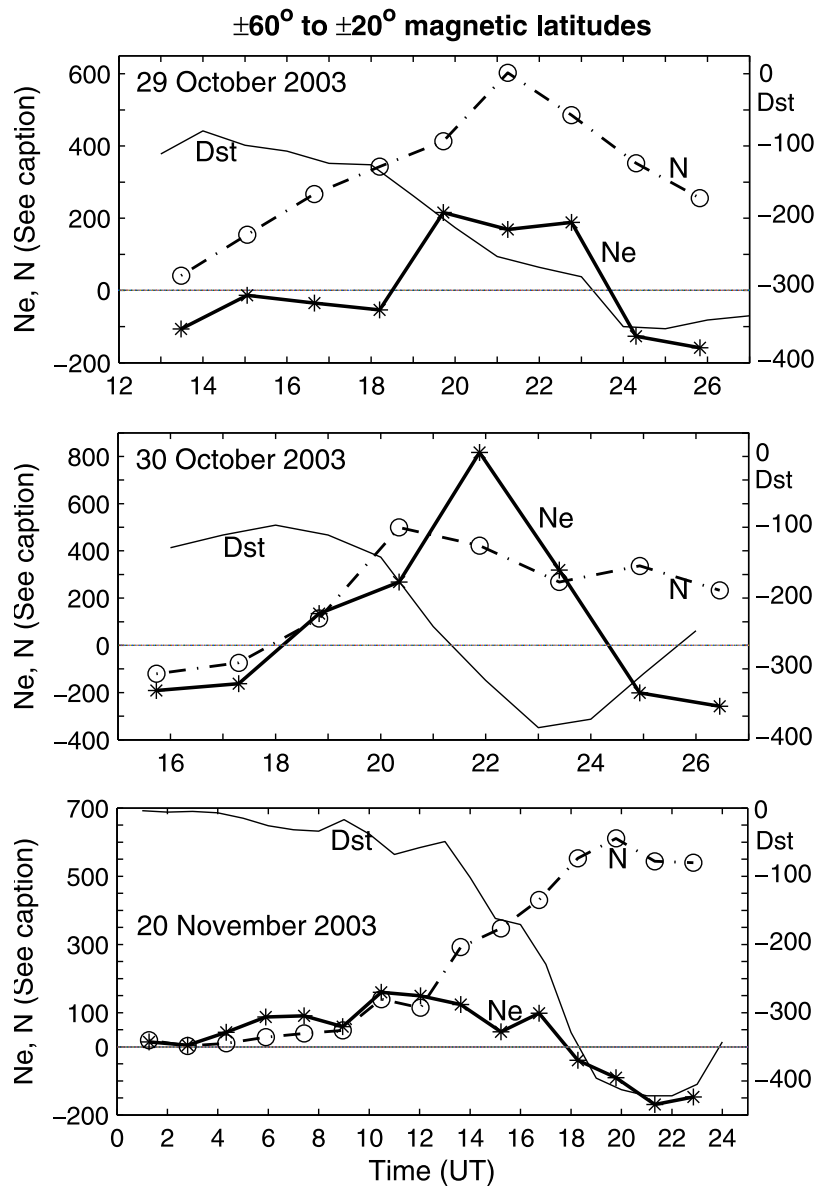 ±60° to ±20° magnetic latitudes
29 October 2003
Ne, N (See caption)
600
400
200
0
−200
Dst
N
Ne
0
Dst
−100
−200
−300
−400
12 14 16 18 20 22 24 26
30 October 2003
Ne, N (See caption)
800
600
400
200
0
−200
−400
Dst
Ne
N
0
Dst
−100
−200
−300
−400
16 18 20 22 24 26
20 November 2003
Ne, N (See caption)
700
500
300
100
0
−200
Dst
N
Ne
0
Dst
−100
−200
−300
−400
0 2 4 6 8 10 12 14 16 18 20 22 24
Time (UT)